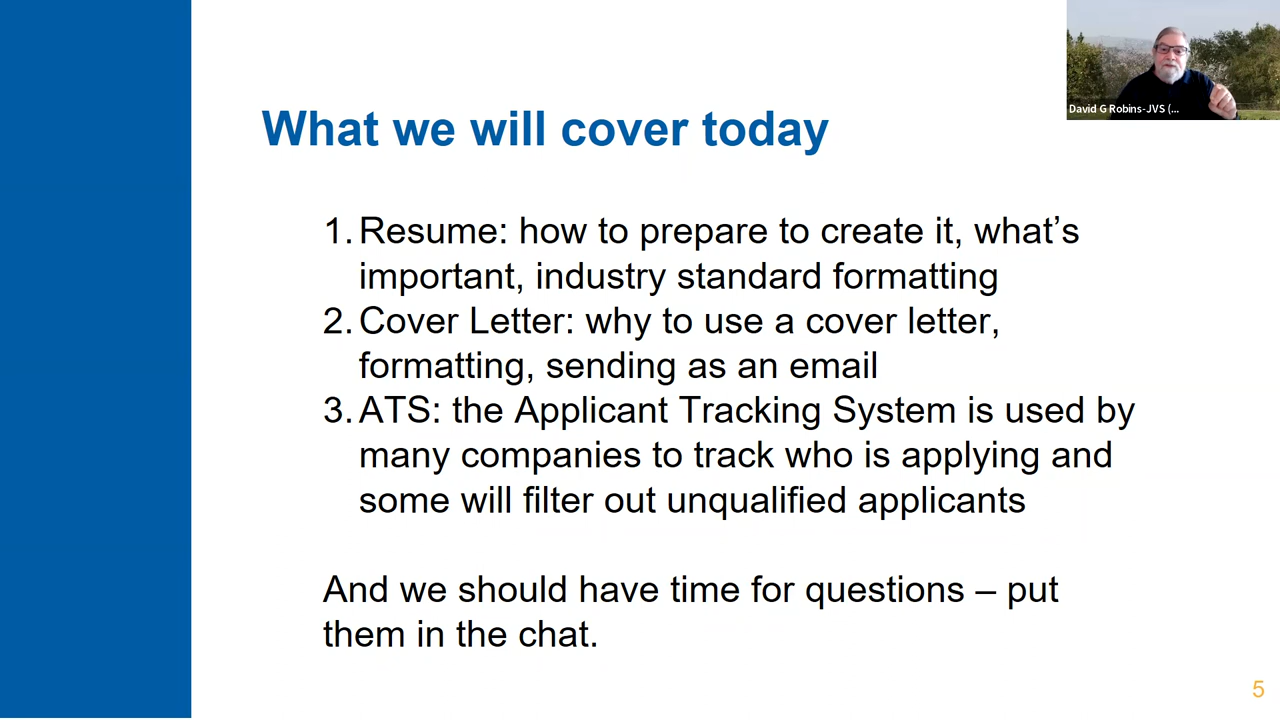 David G Robins-JVS (...
What we will cover today
1. Resume: how to prepare to create it, what’s
important, industry standard formatting
2. Cover Letter: why to use a cover letter,
formatting, sending as an email
3. ATS: the Applicant Tracking System is used by
many companies to track who is applying and
some will filter out unqualified applicants
And we should have time for questions – put
them in the chat.
5